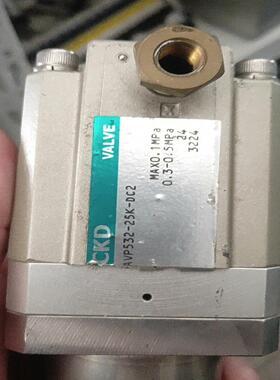 CKD
VALVE
AVP532-25K-DC2
MAX0.1MPa
0.3-0.5MPa
24
3224